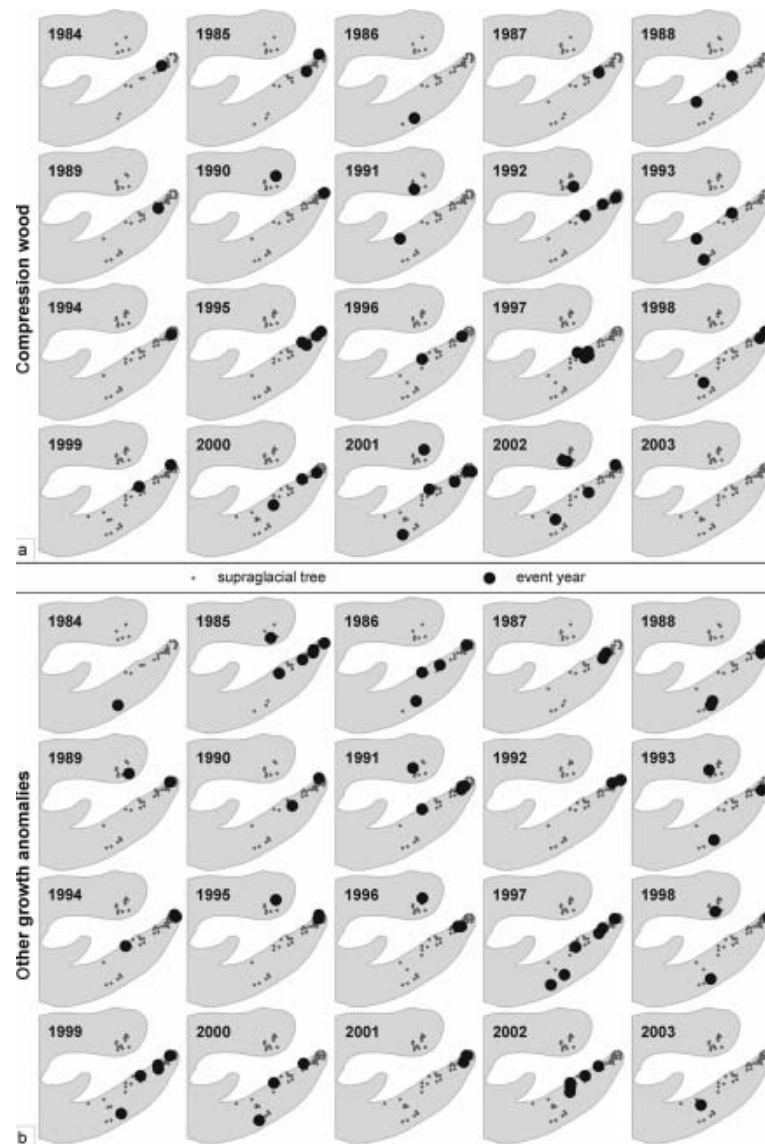 1984 1985 1986 1987 1988
1989 1990 1991 1992 1993
Compression wood
1994 1995 1996 1997 1998
1999 2000 2001 2002 2003
a
supraglacial tree event year
1984 1985 1986 1987 1988
1989 1990 1991 1992 1993
Other growth anomalies
1994 1995 1996 1997 1998
1999 2000 2001 2002 2003
b